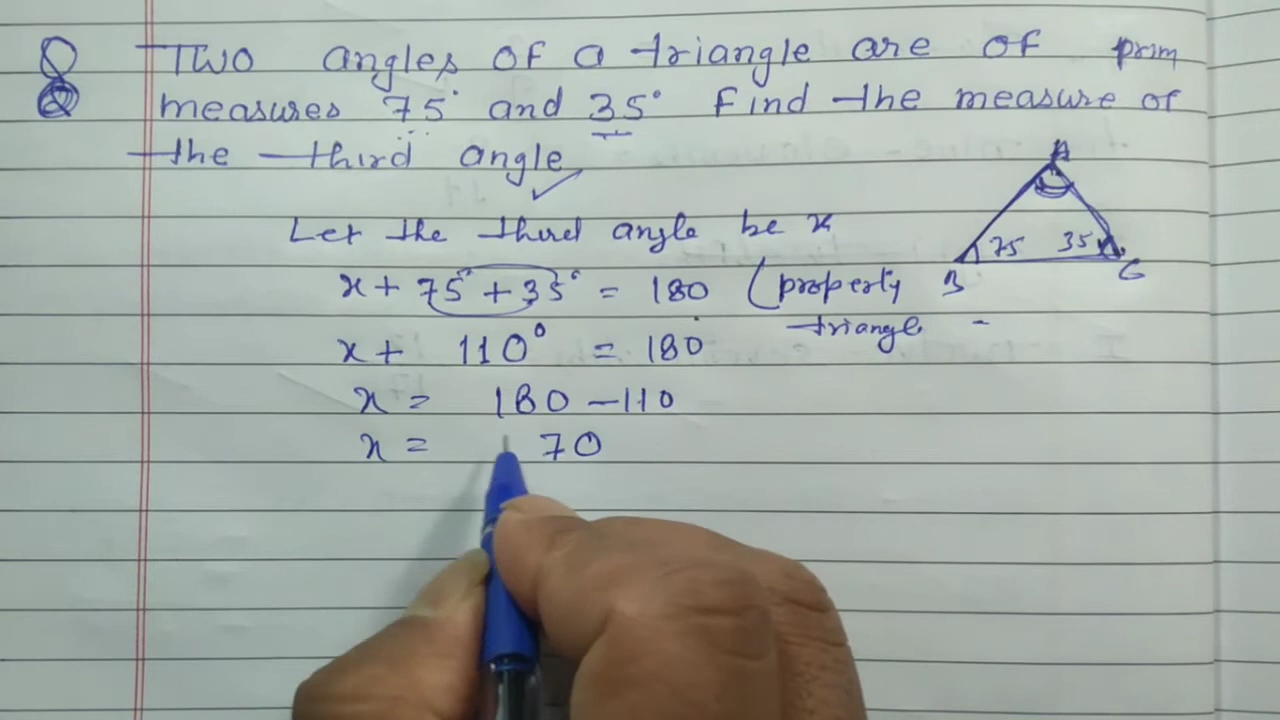 Q Two angles of a triangle are of prim
measures 75° and 35° Find the measure of
the third angle
Let the third angle be x
x + 75° + 35° = 180 (property
triangle -
x + 110° = 180
x = 180 - 110
x = 70
A
75 35
B C